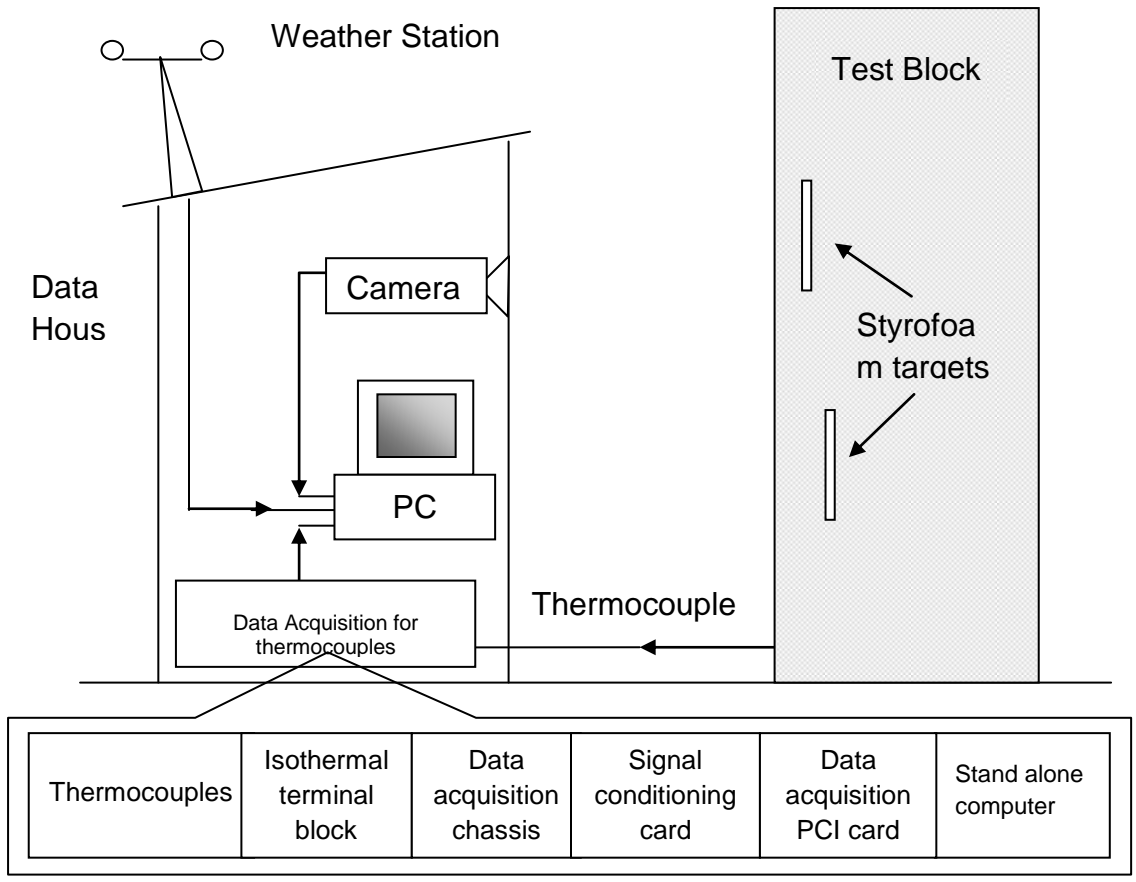 Weather Station
Test Block
Data
Hous
Camera
Styrofoa
m targets
PC
Thermocouple
Data Acquisition for
thermocouples
Thermocouples
Isothermal
terminal
block
Data
acquisition
chassis
Signal
conditioning
card
Data
acquisition
PCI card
Stand alone
computer